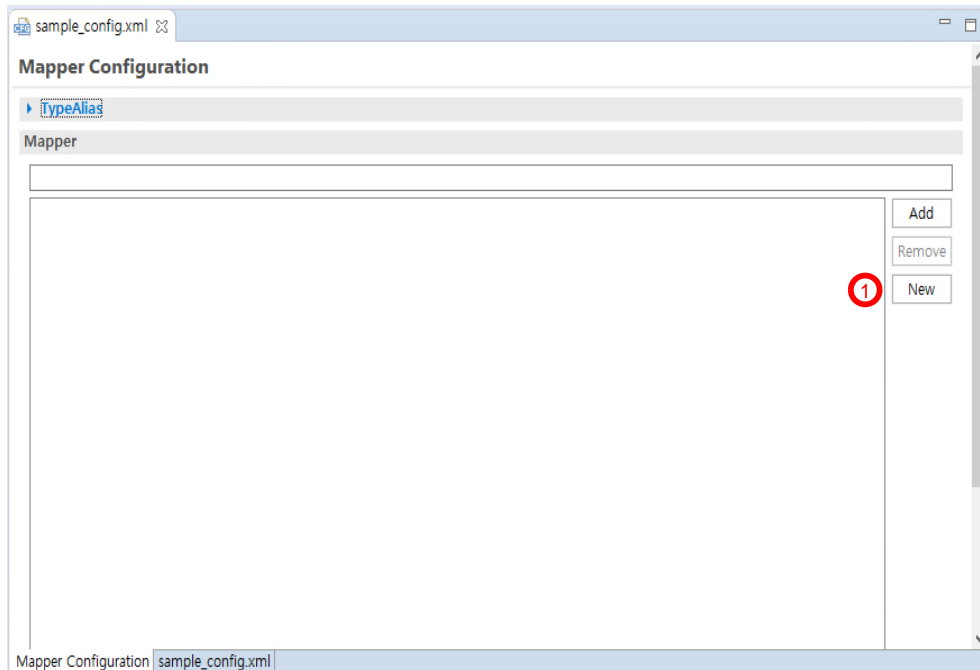 sample_config.xml
Mapper Configuration
TypeAlias
Mapper
Add
Remove
1 New
Mapper Configuration sample_config.xml